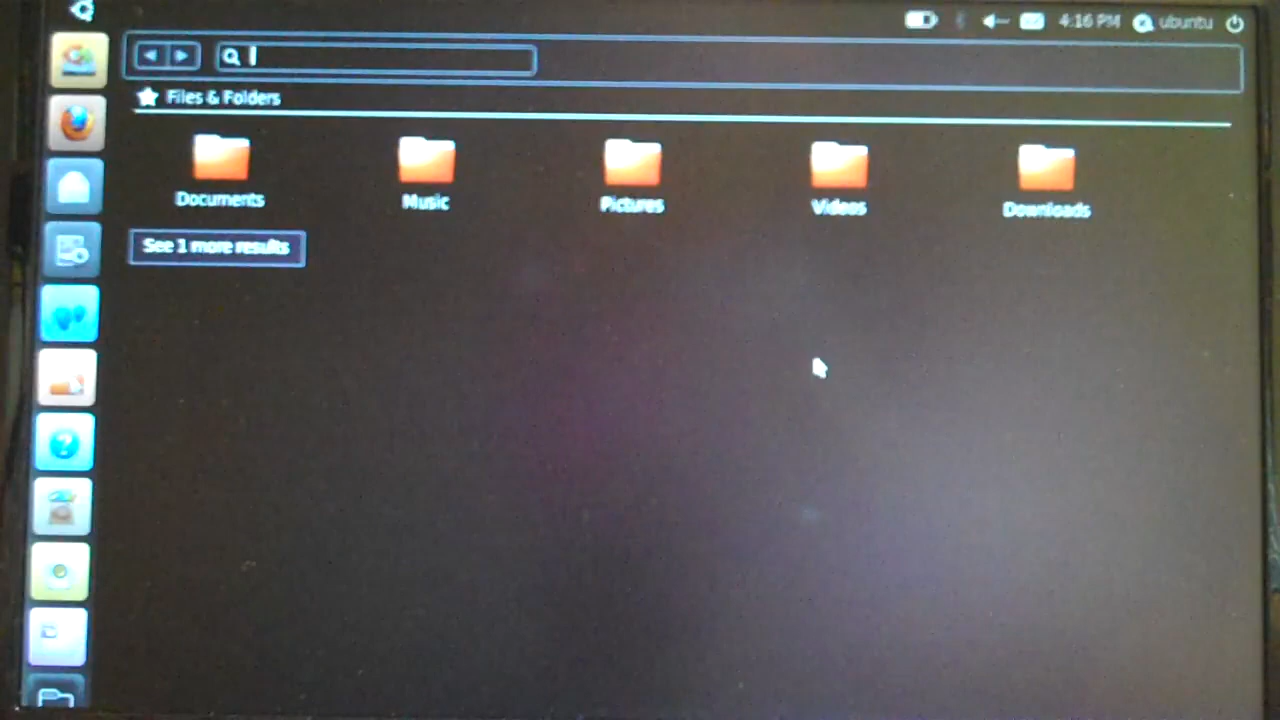 4:16 PM ubuntu
Files & Folders
Documents Music Pictures Videos Downloads
See 1 more results
?